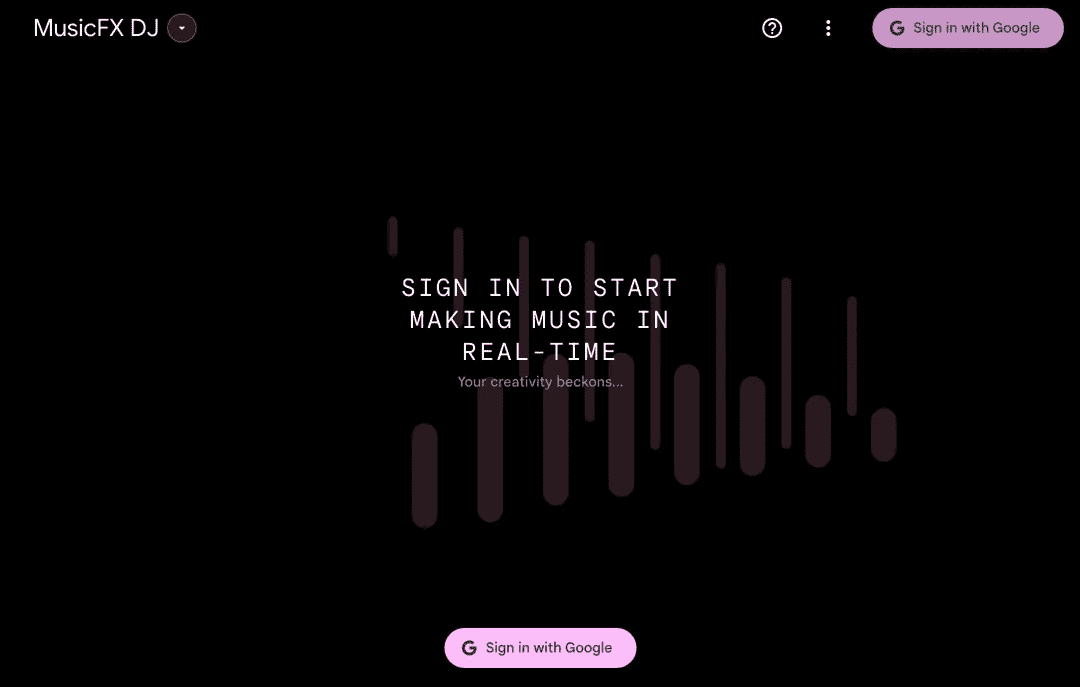 MusicFX DJ
Sign in with Google
SIGN IN TO START
MAKING MUSIC IN
REAL-TIME
Your creativity beckons...
Sign in with Google